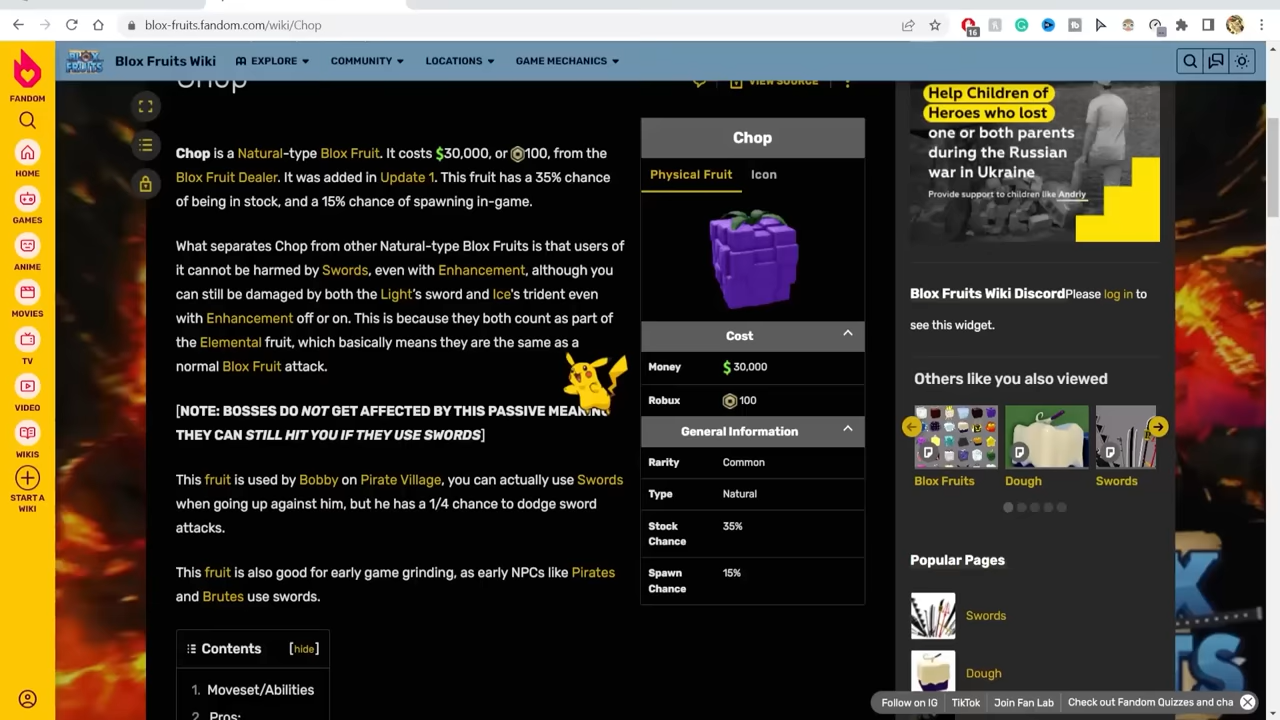 blox-fruits.fandom.com/wiki/Chop
16
FANDOM
HOME
GAMES
ANIME
MOVIES
TV
VIDEO
WIKIS
START A
WIKI
BLOX
FRUITS
Blox Fruits Wiki
EXPLORE
COMMUNITY
LOCATIONS
GAME MECHANICS
Chop
VIEW SOURCE
Chop is a Natural-type Blox Fruit. It costs $30,000, or 100, from the
Blox Fruit Dealer. It was added in Update 1. This fruit has a 35% chance
of being in stock, and a 15% chance of spawning in-game.
What separates Chop from other Natural-type Blox Fruits is that users of
it cannot be harmed by Swords, even with Enhancement, although you
can still be damaged by both the Light's sword and Ice's trident even
with Enhancement off or on. This is because they both count as part of
the Elemental fruit, which basically means they are the same as a
normal Blox Fruit attack.
[NOTE: BOSSES DO NOT GET AFFECTED BY THIS PASSIVE MEANING
THEY CAN STILL HIT YOU IF THEY USE SWORDS]
This fruit is used by Bobby on Pirate Village, you can actually use Swords
when going up against him, but he has a 1/4 chance to dodge sword
attacks.
This fruit is also good for early game grinding, as early NPCs like Pirates
and Brutes use swords.
Contents [hide]
1. Moveset/Abilities
2. Pros:
Chop
Physical Fruit Icon
Cost
Money $ 30,000
Robux 100
General Information
Rarity Common
Type Natural
Stock
Chance 35%
Spawn
Chance 15%
Help Children of
Heroes who lost
one or both parents
during the Russian
war in Ukraine
Provide support to children like Andriy
Blox Fruits Wiki Discord Please log in to
see this widget.
Others like you also viewed
Blox Fruits
Dough
Swords
Popular Pages
Swords
Dough
Follow on IG TikTok Join Fan Lab Check out Fandom Quizzes and cha